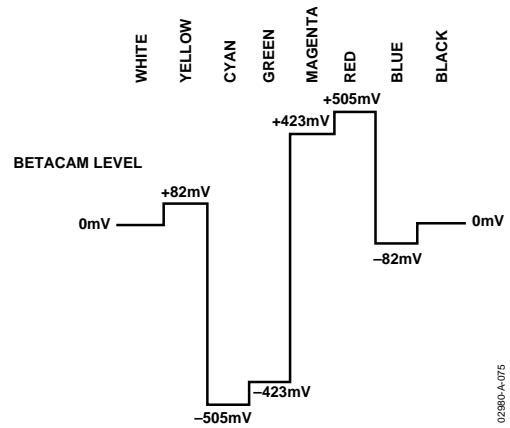 WHITE
YELLOW
CYAN
GREEN
MAGENTA
RED
BLUE
BLACK
+505mV
+423mV
BETACAM LEVEL
+82mV
0mV
0mV
−82mV
−423mV
−505mV
02980-A-075